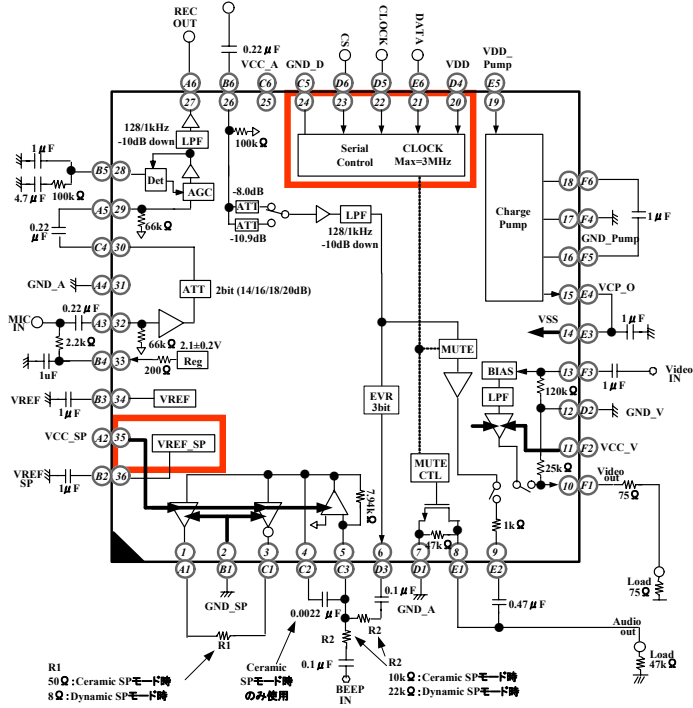 REC
OUT
CS
CLOCK
DATA
0.22μF
VCC_A
GND_D
VDD
VDD_
Pump
A6
B6
C6
C5
D6
D5
E6
D4
E5
27
26
25
24
23
22
21
20
19
128/1kHz
-10dB down
LPF
100kΩ
Serial
Control
CLOCK
Max=3MHz
1μF
B5
28
Det
AGC
4.7μF
100kΩ
A5
29
66kΩ
0.22
μF
C4
30
-8.0dB
ATT
ATT
-10.9dB
LPF
128/1kHz
-10dB down
Charge
Pump
18
F6
17
F4
GND_Pump
16
F5
1μF
GND_A
A4
31
ATT
2bit (14/16/18/20dB)
15
E4
VCP_O
MIC
IN
0.22μF
A3
32
66kΩ
2.1±0.2V
VSS
14
E3
1μF
2.2kΩ
1uF
B4
33
200Ω
Reg
MUTE
BIAS
13
F3
1μF
Video
IN
120kΩ
LPF
12
D2
GND_V
VREF
1μF
B3
34
VREF
EVR
3bit
VCC_SP
A2
35
VREF_SP
11
F2
VCC_V
VREF
SP
1μF
B2
36
MUTE
CTL
25kΩ
Video
out
10
F1
75Ω
7.94kΩ
47kΩ
1kΩ
1
2
3
4
5
6
7
8
9
A1
B1
C1
C2
C3
D3
D1
E1
E2
GND_SP
0.0022μF
0.1μF
GND_A
0.47μF
Load
75Ω
R1
R2
R2
R2
Audio
out
Load
47kΩ
R1
50Ω:Ceramic SPモード時
8Ω:Dynamic SPモード時
Ceramic
SPモード時
のみ使用
0.1μF
BEEP
IN
10kΩ:Ceramic SPモード時
22kΩ:Dynamic SPモード時